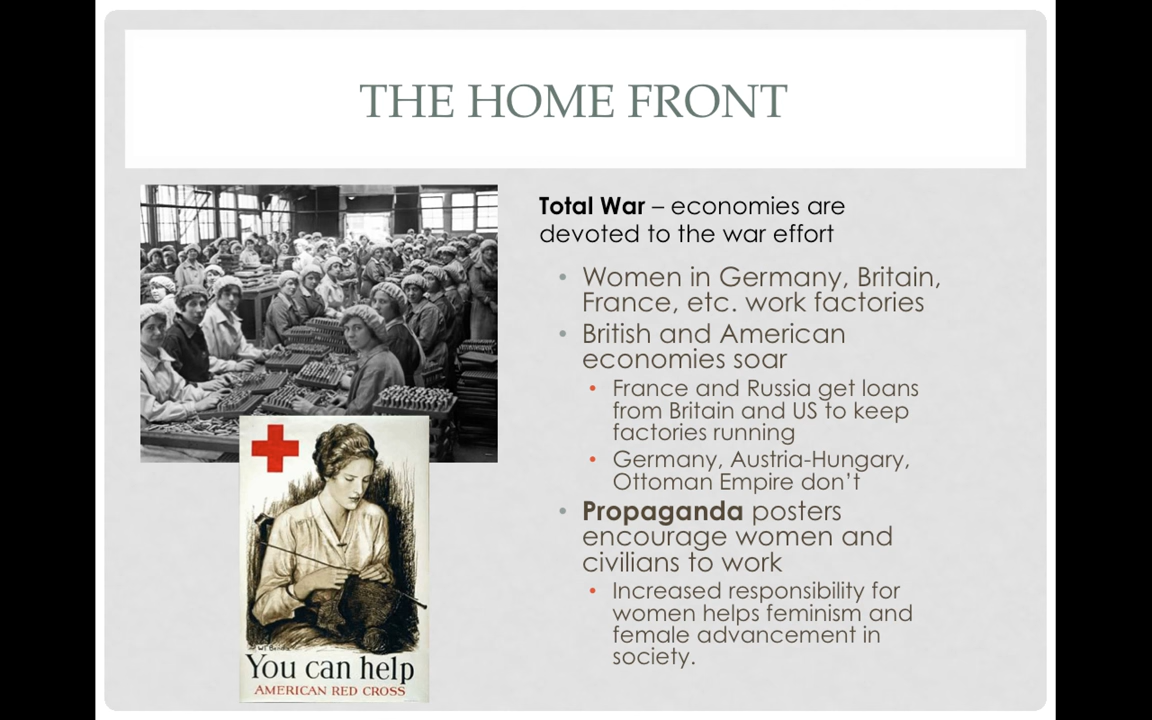 THE HOME FRONT
Total War – economies are
devoted to the war effort
• Women in Germany, Britain,
France, etc. work factories
• British and American
economies soar
• France and Russia get loans
from Britain and US to keep
factories running
• Germany, Austria-Hungary,
Ottoman Empire don't
• Propaganda posters
encourage women and
civilians to work
• Increased responsibility for
women helps feminism and
female advancement in
society.
You can help
AMERICAN RED CROSS